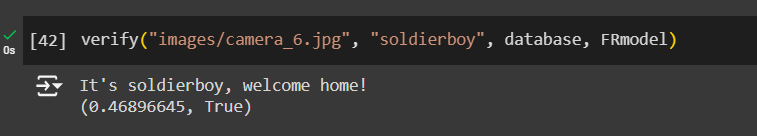 [42] verify("images/camera_6.jpg", "soldierboy", database, FRmodel)
0s
It's soldierboy, welcome home!
(0.46896645, True)